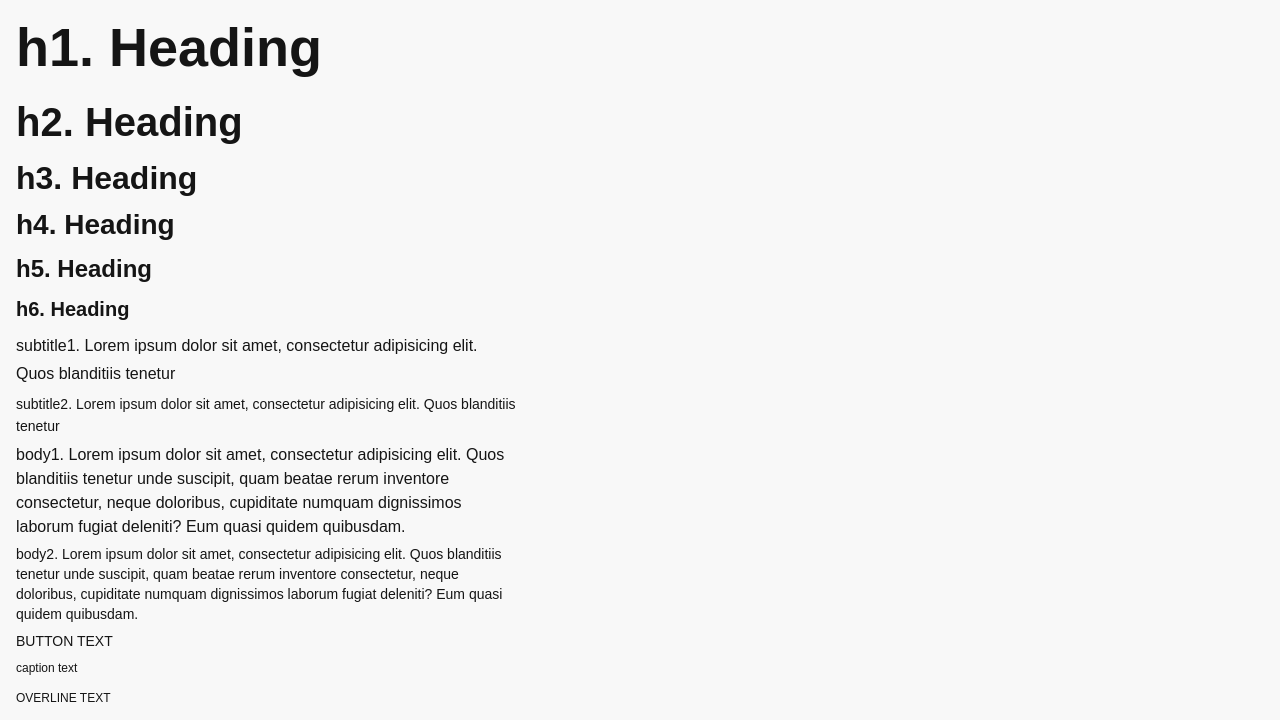 h1. Heading
h2. Heading
h3. Heading
h4. Heading
h5. Heading
h6. Heading
subtitle1. Lorem ipsum dolor sit amet, consectetur adipisicing elit.
Quos blanditiis tenetur
subtitle2. Lorem ipsum dolor sit amet, consectetur adipisicing elit. Quos blanditiis
tenetur
body1. Lorem ipsum dolor sit amet, consectetur adipisicing elit. Quos
blanditiis tenetur unde suscipit, quam beatae rerum inventore
consectetur, neque doloribus, cupiditate numquam dignissimos
laborum fugiat deleniti? Eum quasi quidem quibusdam.
body2. Lorem ipsum dolor sit amet, consectetur adipisicing elit. Quos blanditiis
tenetur unde suscipit, quam beatae rerum inventore consectetur, neque
doloribus, cupiditate numquam dignissimos laborum fugiat deleniti? Eum quasi
quidem quibusdam.
BUTTON TEXT
caption text
OVERLINE TEXT